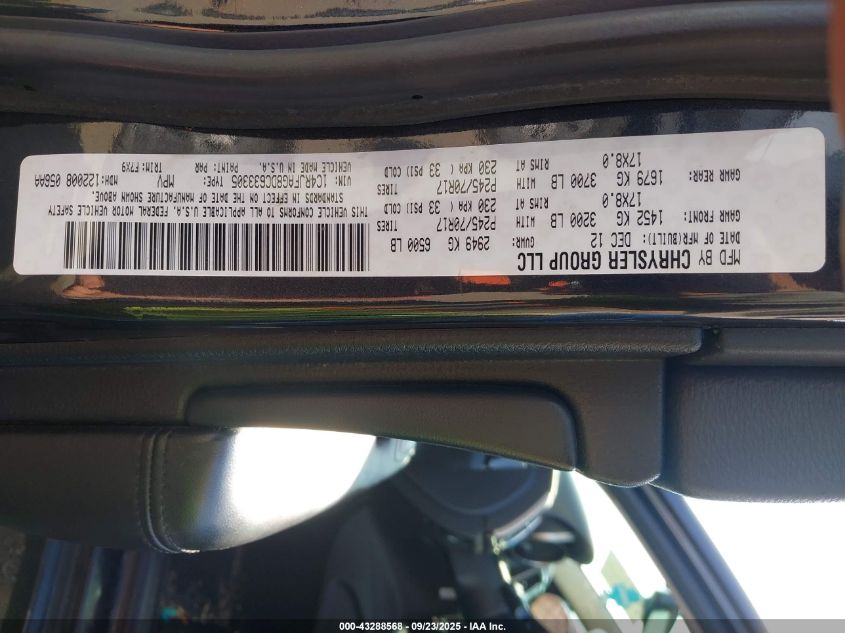 MFD BY CHRYSLER GROUP LLC
DATE OF MFR(BUILT): GVWR:
DEC 12 2949 KG 6500 LB
GAWR FRONT: WITH TIRES
1452 KG 3200 LB P245/70R17
RIMS AT
17X8.0 230 KPA ( 33 PSI) COLD
GAWR REAR: WITH TIRES
1679 KG 3700 LB P245/70R17
RIMS AT
17X8.0 230 KPA ( 33 PSI) COLD
THIS VEHICLE CONFORMS TO ALL APPLICABLE U.S.A. FEDERAL MOTOR VEHICLE SAFETY
STANDARDS IN EFFECT ON THE DATE OF MANUFACTURE SHOWN ABOVE.
VIN: 1C4RJFAG8DC633305 TYPE: MPV MDH:122008 056AA
VEHICLE MADE IN U.S.A. PAINT: PAR TRIM:F7X9
000-43288568 - 09/23/2025 - IAA Inc.